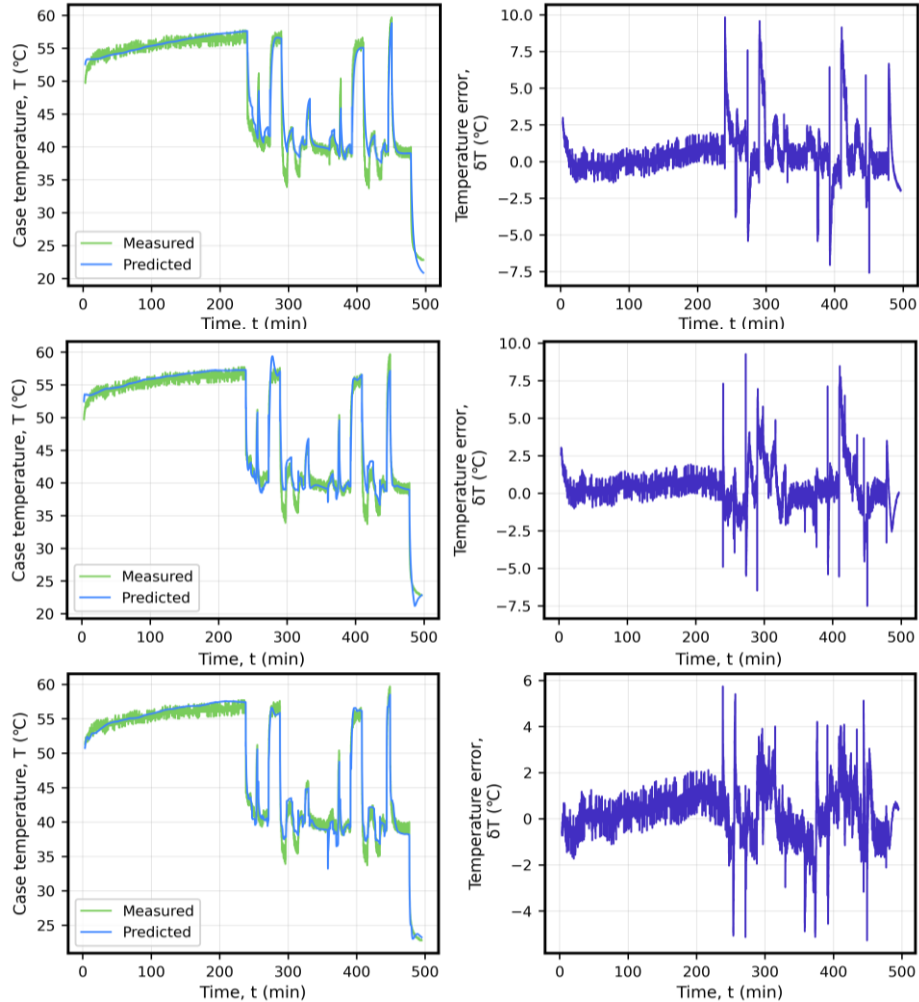 60
55
50
45
40
35
30
25
20
Case temperature, T (°C)
Measured
Predicted
0 100 200 300 400 500
Time, t (min)
10.0
7.5
5.0
2.5
0.0
−2.5
−5.0
−7.5
Temperature error,
δT (°C)
0 100 200 300 400 500
Time, t (min)
60
55
50
45
40
35
30
25
20
Case temperature, T (°C)
Measured
Predicted
0 100 200 300 400 500
Time, t (min)
10.0
7.5
5.0
2.5
0.0
−2.5
−5.0
−7.5
Temperature error,
δT (°C)
0 100 200 300 400 500
Time, t (min)
60
55
50
45
40
35
30
25
Case temperature, T (°C)
Measured
Predicted
0 100 200 300 400 500
Time, t (min)
6
4
2
0
−2
−4
Temperature error,
δT (°C)
0 100 200 300 400 500
Time, t (min)